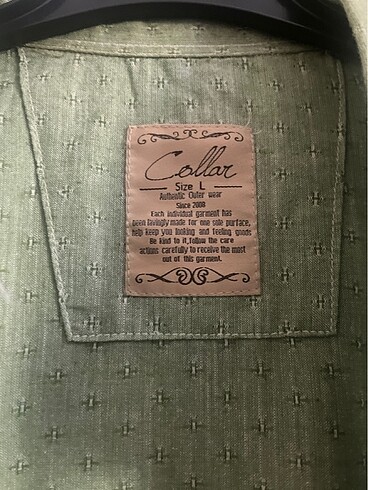 Collar
Size L
Authentic Outer wear
Since 2008
Each individual garment has
been lavingly made for one sole purpose,
help keep you looking and feeling goods
Be kind to it,follow the care
actions carefully to receive the most
out of this garment.